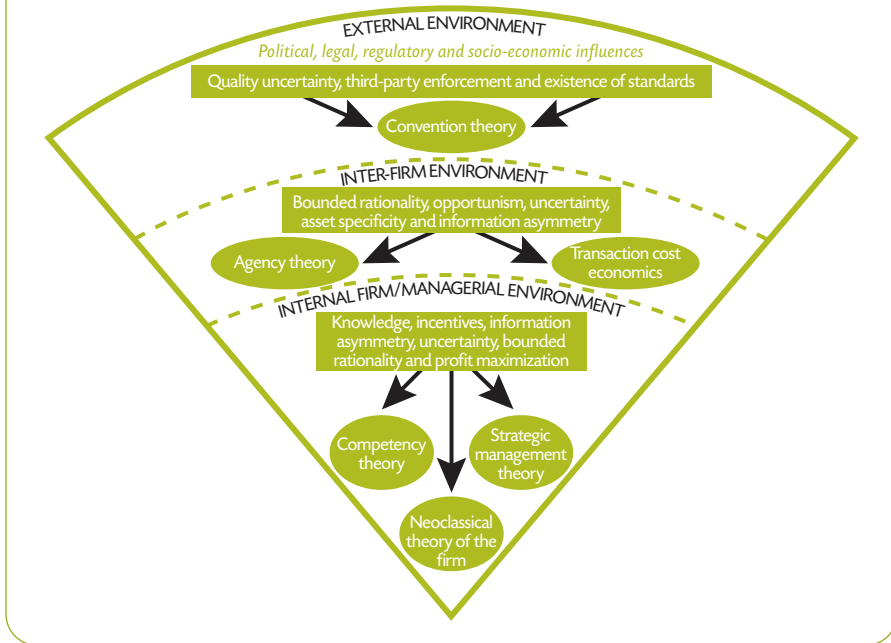 EXTERNAL ENVIRONMENT
Political, legal, regulatory and socio-economic influences
Quality uncertainty, third-party enforcement and existence of standards
Convention theory
INTER-FIRM ENVIRONMENT
Bounded rationality, opportunism, uncertainty,
asset specificity and information asymmetry
Agency theory
Transaction cost
economics
INTERNAL FIRM/MANAGERIAL ENVIRONMENT
Knowledge, incentives, information
asymmetry, uncertainty, bounded
rationality and profit maximization
Competency
theory
Strategic
management
theory
Neoclassical
theory of the
firm